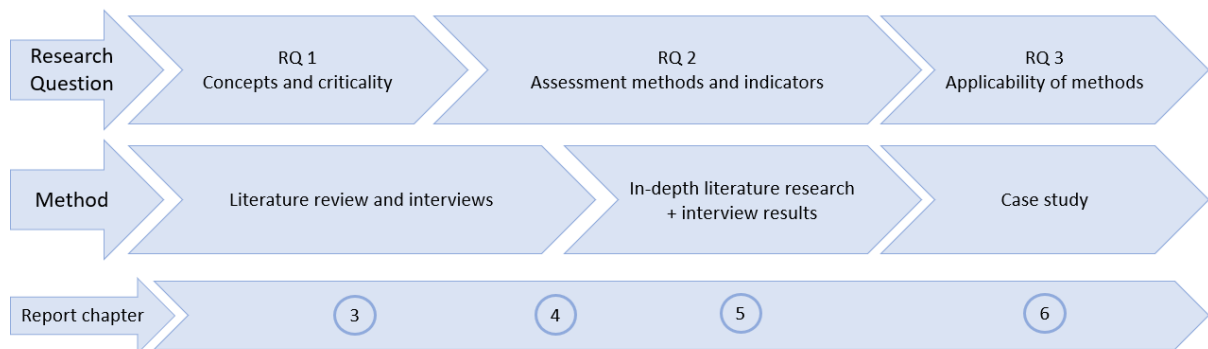 Research
Question
RQ 1
Concepts and criticality
RQ 2
Assessment methods and indicators
RQ 3
Applicability of methods
Method
Literature review and interviews
In-depth literature research
+ interview results
Case study
Report chapter
3
4
5
6